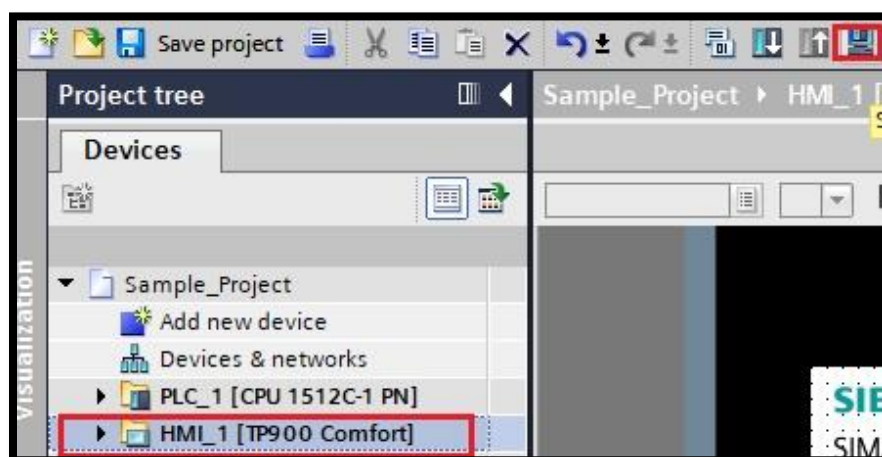 Save project
Project tree
Sample_Project HMI_1 [
Devices
Sample_Project
Add new device
Devices & networks
PLC_1 [CPU 1512C-1 PN]
HMI_1 [TP900 Comfort]
visualization
SIE
SIM